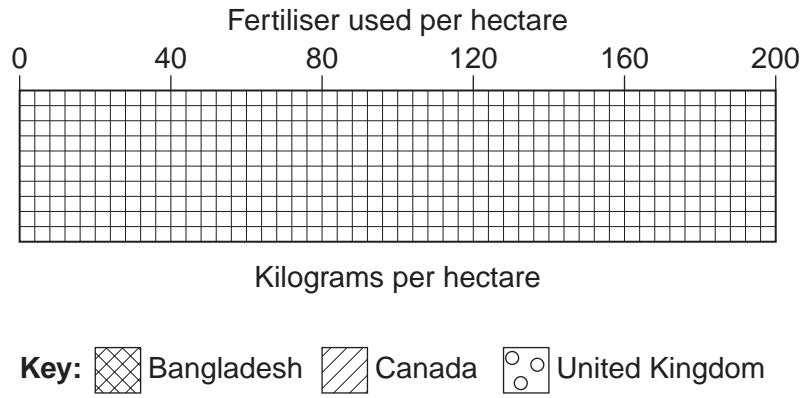 Fertiliser used per hectare
0 40 80 120 160 200
Kilograms per hectare
Key: Bangladesh Canada United Kingdom